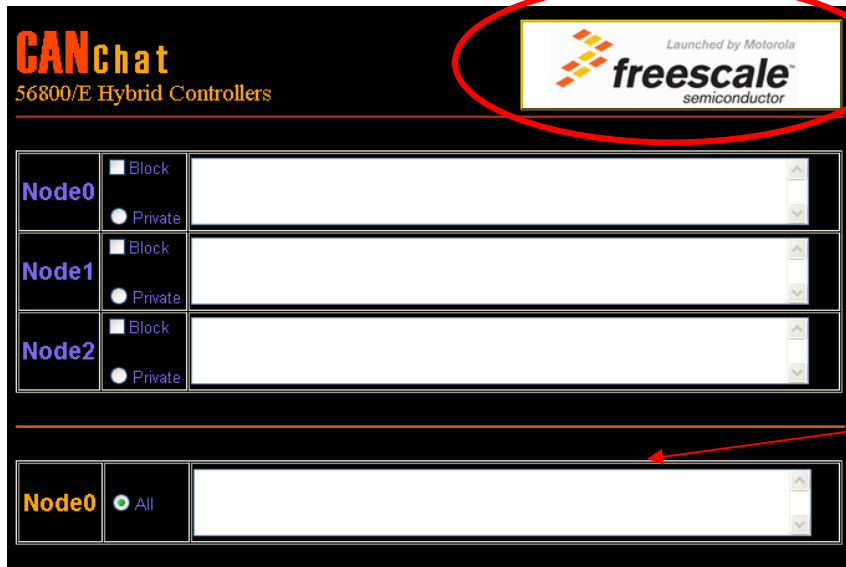 CANChat
56800/E Hybrid Controllers
Launched by Motorola
freescale™
semiconductor
Node0
Block
Private
Node1
Block
Private
Node2
Block
Private
Node0
All